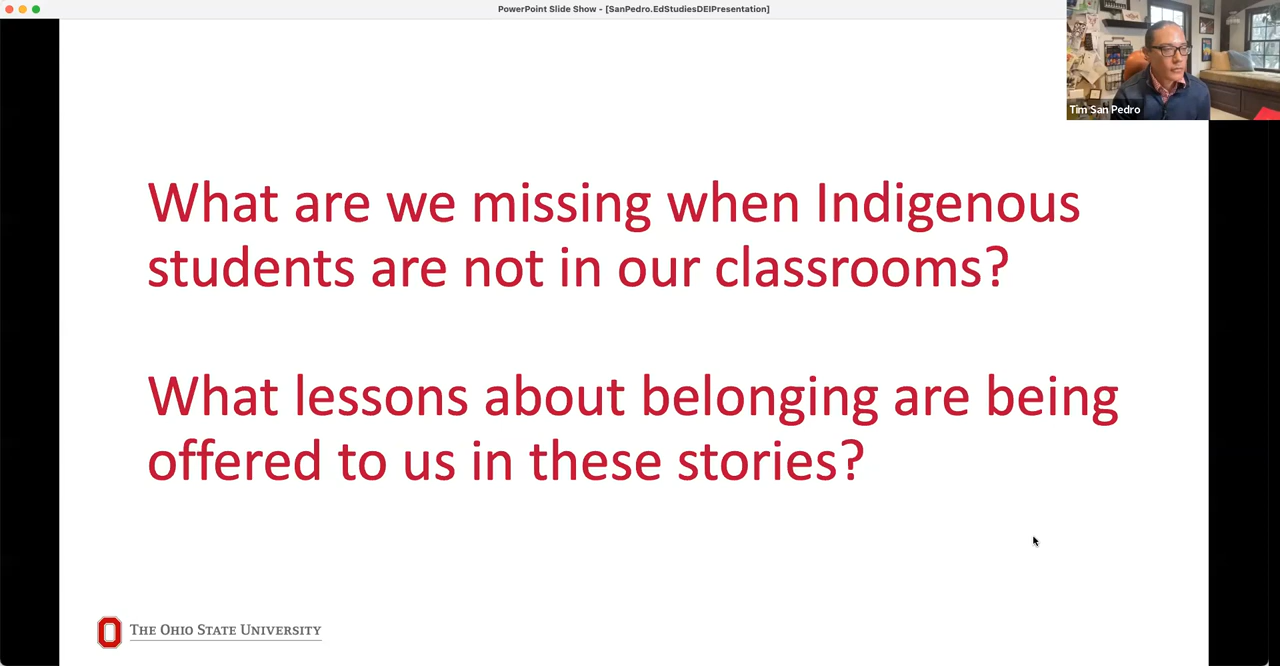 PowerPoint Slide Show - [SanPedro.EdStudiesDEIPresentation]
Tim San Pedro
What are we missing when Indigenous
students are not in our classrooms?
What lessons about belonging are being
offered to us in these stories?
THE OHIO STATE UNIVERSITY